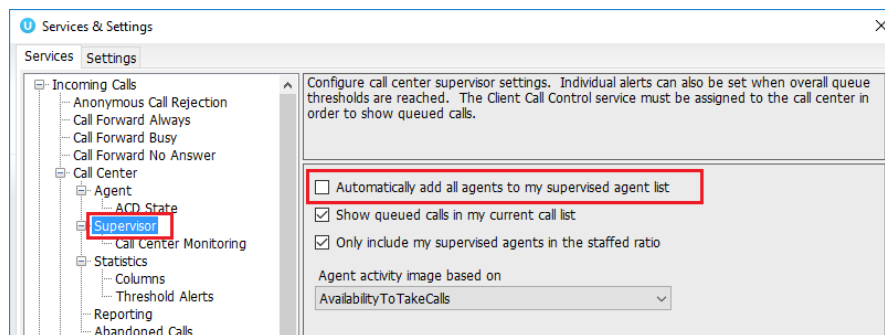 Services & Settings
Services Settings
Incoming Calls
Anonymous Call Rejection
Call Forward Always
Call Forward Busy
Call Forward No Answer
Call Center
Agent
ACD State
Supervisor
Call Center Monitoring
Statistics
Columns
Threshold Alerts
Reporting
Abandoned Calls
Configure call center supervisor settings. Individual alerts can also be set when overall queue
thresholds are reached. The Client Call Control service must be assigned to the call center in
order to show queued calls.
Automatically add all agents to my supervised agent list
Show queued calls in my current call list
Only include my supervised agents in the staffed ratio
Agent activity image based on
AvailabilityToTakeCalls